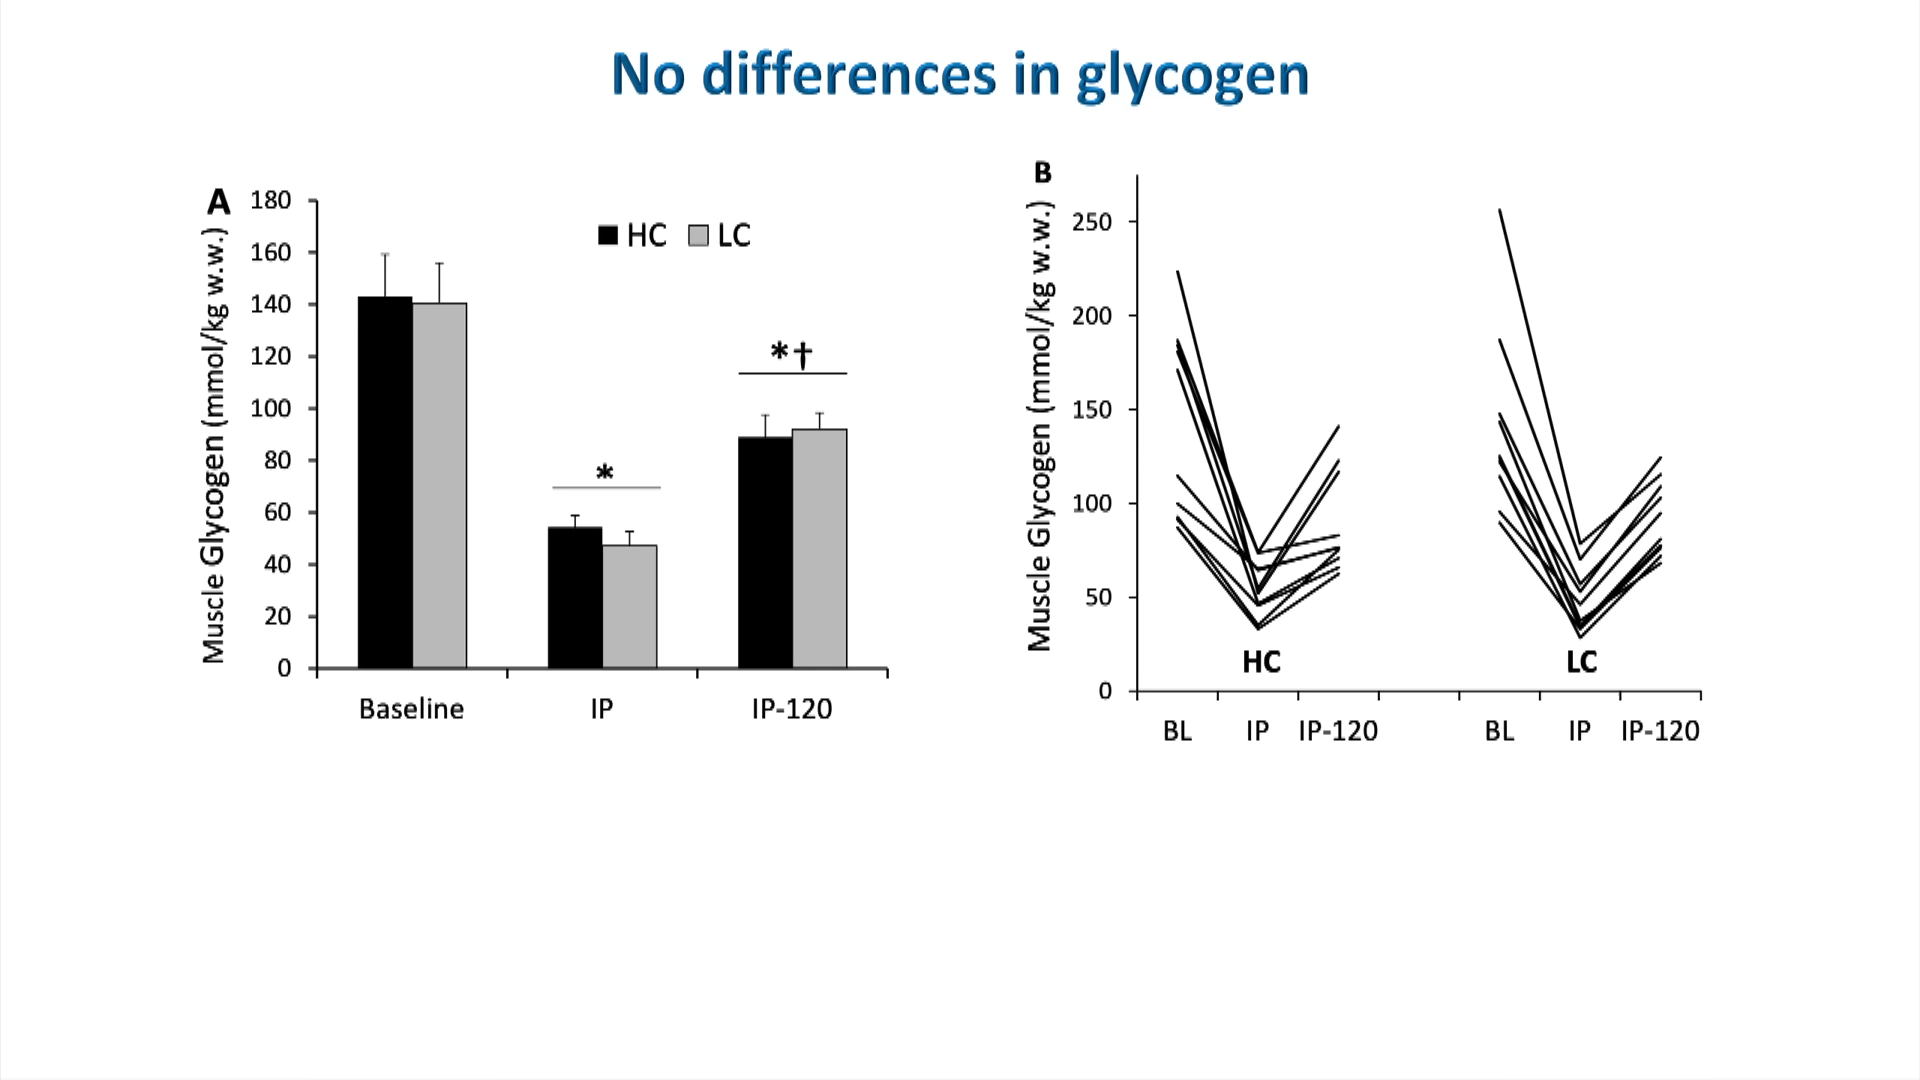 No differences in glycogen
A
Muscle Glycogen (mmol/kg w.w.)
180
160
140
120
100
80
60
40
20
0
HC LC
*
*†
Baseline IP IP-120
B
Muscle Glycogen (mmol/kg w.w.)
250
200
150
100
50
0
HC LC
BL IP IP-120 BL IP IP-120